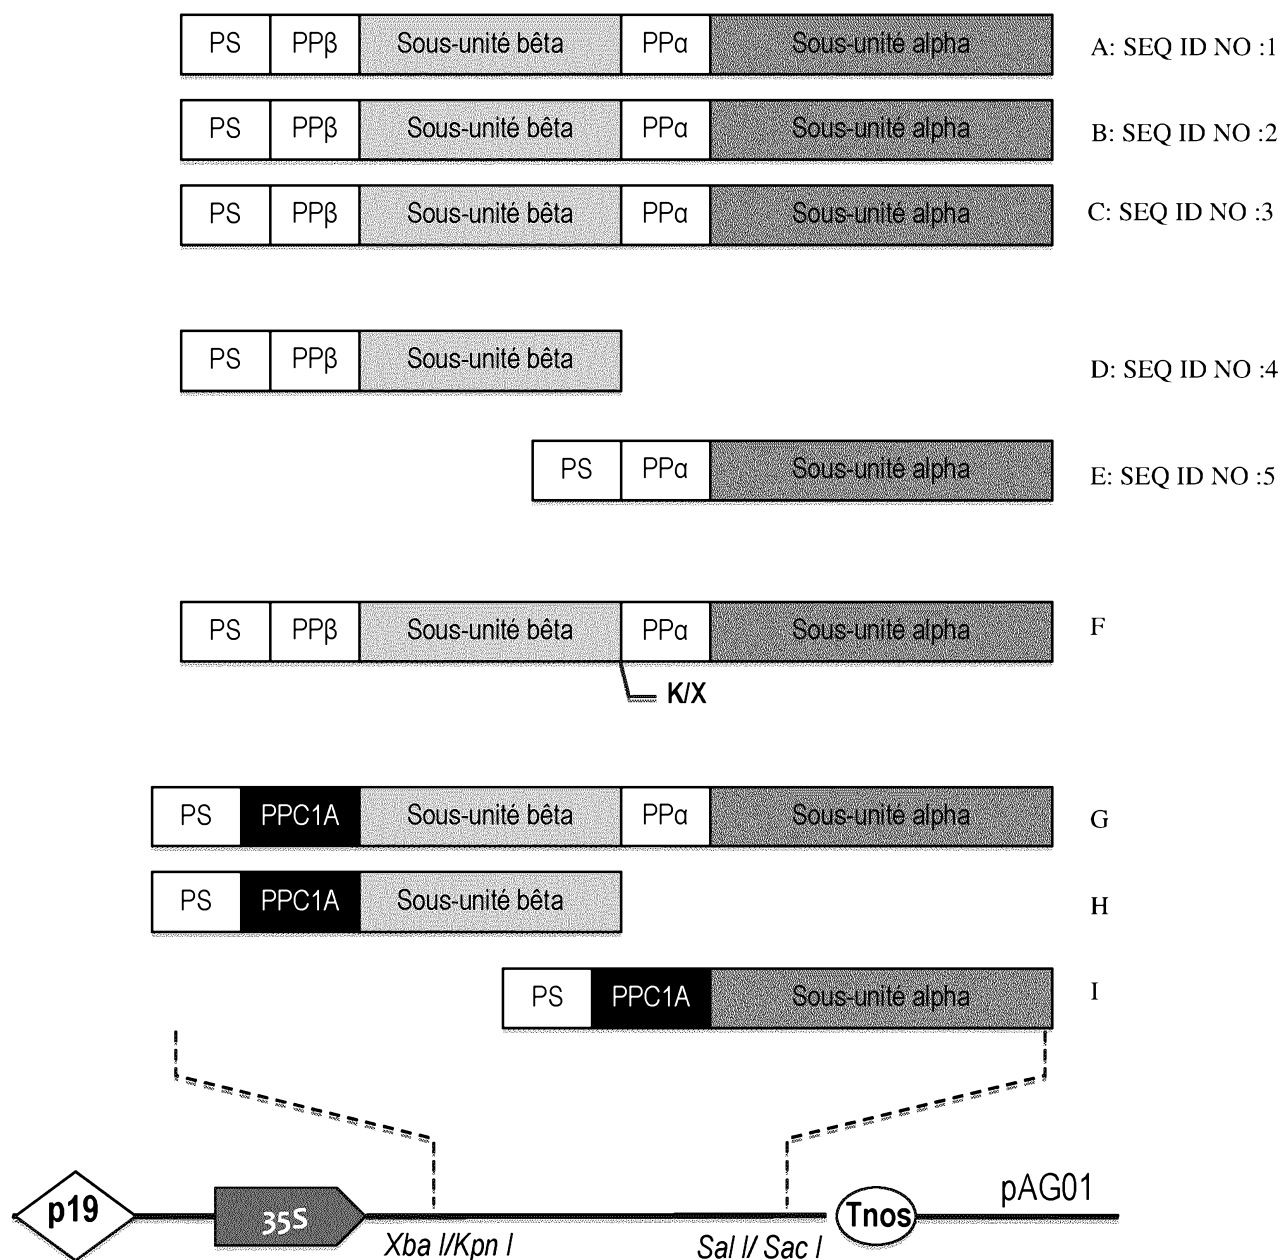 PS PPβ Sous-unité bêta PPα Sous-unité alpha A: SEQ ID NO :1
PS PPβ Sous-unité bêta PPα Sous-unité alpha B: SEQ ID NO :2
PS PPβ Sous-unité bêta PPα Sous-unité alpha C: SEQ ID NO :3
PS PPβ Sous-unité bêta D: SEQ ID NO :4
PS PPα Sous-unité alpha E: SEQ ID NO :5
PS PPβ Sous-unité bêta PPα Sous-unité alpha F
K/X
PS PPC1A Sous-unité bêta PPα Sous-unité alpha G
PS PPC1A Sous-unité bêta H
PS PPC1A Sous-unité alpha I
p19 35S Tnos pAG01
Xba I/Kpn I Sal I/ Sac I